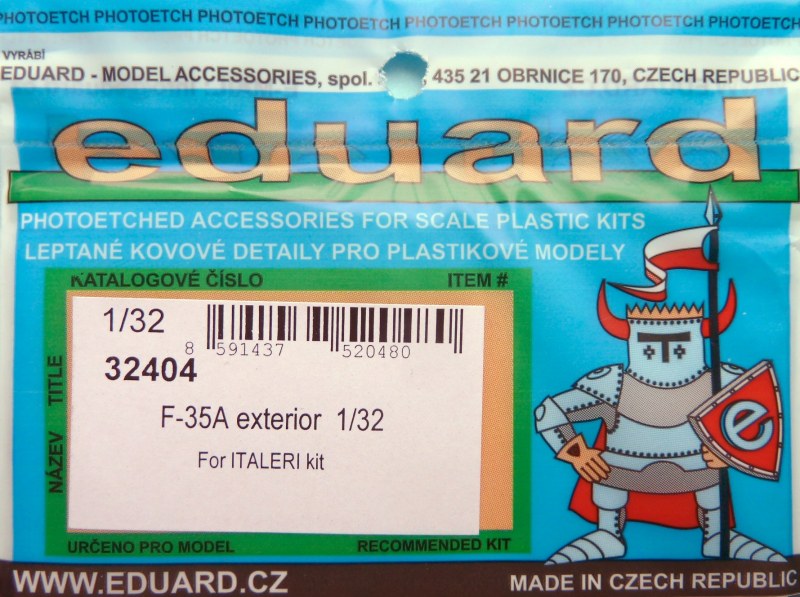 PHOTOETCH PHOTOETCH PHOTOETCH PHOTOETCH PHOTOETCH PHOTOETCH PHOTOETCH
VYRÁBÍ
EDUARD - MODEL ACCESSORIES, spol. 435 21 OBRNICE 170, CZECH REPUBLIC
eduard
PHOTOETCHED ACCESSORIES FOR SCALE PLASTIC KITS
LEPTANÉ KOVOVÉ DETAILY PRO PLASTIKOVÉ MODELY
KATALOGOVÉ ČÍSLO ITEM #
1/32
8 591437 520480
32404
F-35A exterior 1/32
For ITALERI kit
NÁZEV TITLE
e
URČENO PRO MODEL RECOMMENDED KIT
WWW.EDUARD.CZ MADE IN CZECH REPUBLIC